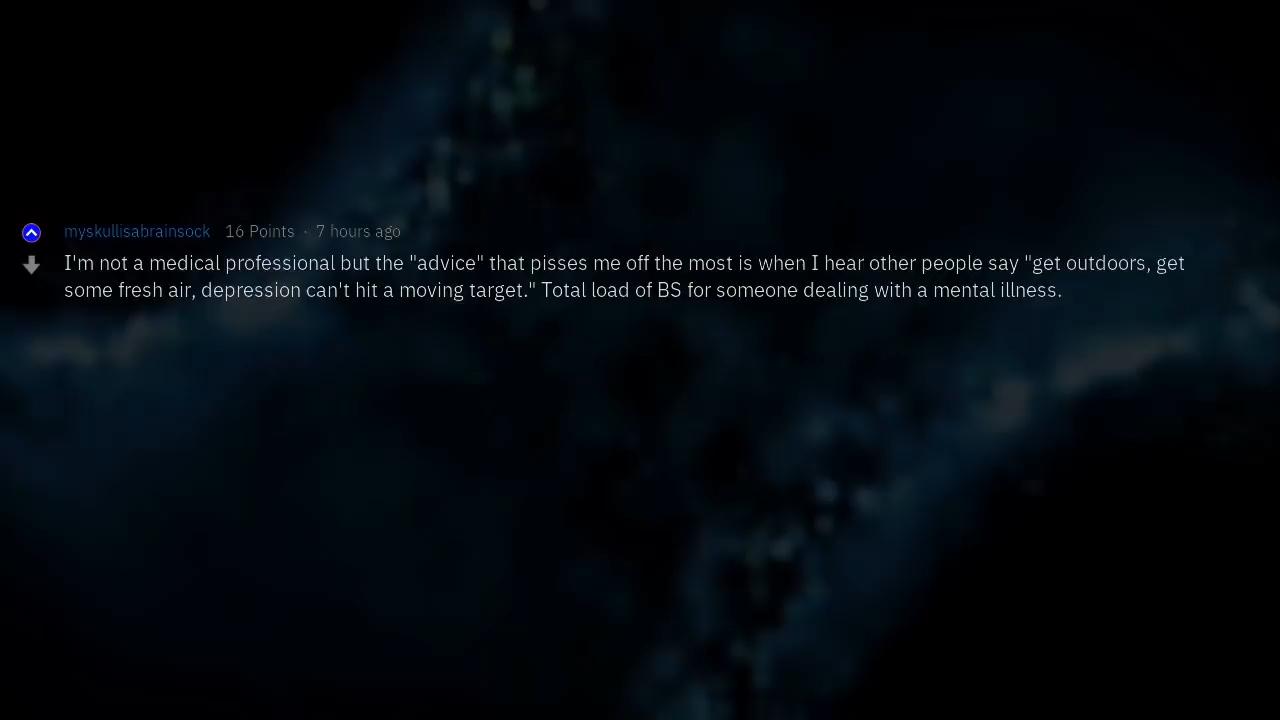 myskullisabrainsock 16 Points · 7 hours ago
I'm not a medical professional but the "advice" that pisses me off the most is when I hear other people say "get outdoors, get
some fresh air, depression can't hit a moving target." Total load of BS for someone dealing with a mental illness.